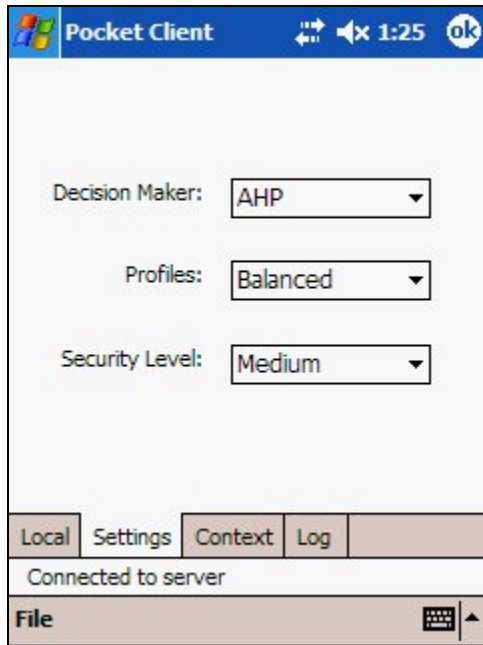 Pocket Client 1:25 ok
Decision Maker: AHP
Profiles: Balanced
Security Level: Medium
Local Settings Context Log
Connected to server
File